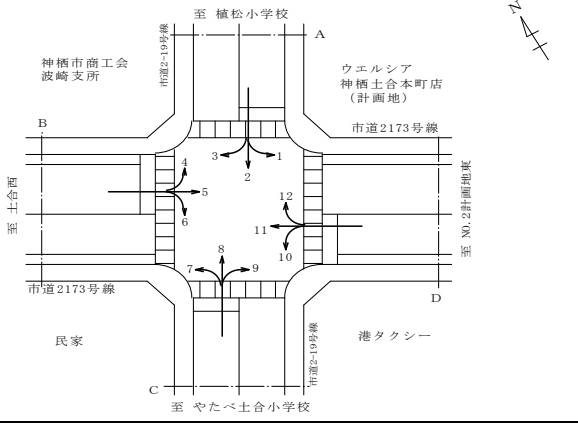 至 植松小学校
A
N
市道2-19号線
神栖市商工会
波崎支所
ウエルシア
神栖土合本町店
(計画地)
B
市道2173号線
3
1
2
4
5
6
12
11
10
至 土合西
至 NO.2計画地東
8
7
9
市道2173号線
D
民家
港タクシー
市道2-19号線
C
至 やたべ土合小学校